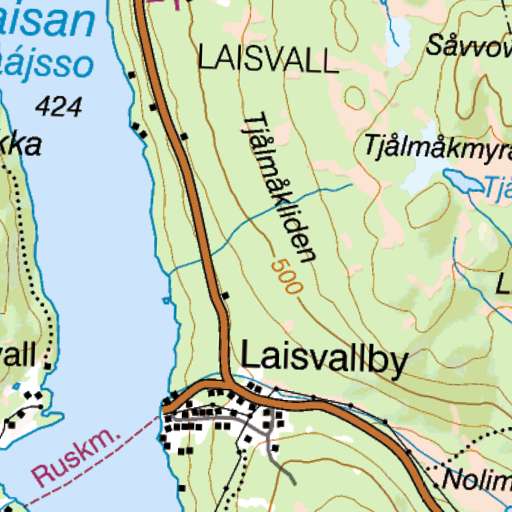 aisan
ájsso
424
kka
LAISVALL
Såvvov
Tjålmåkmyra
Tjå
Tjålmåkliden
500
L
vall
Laisvallby
Ruskm.
Nolim